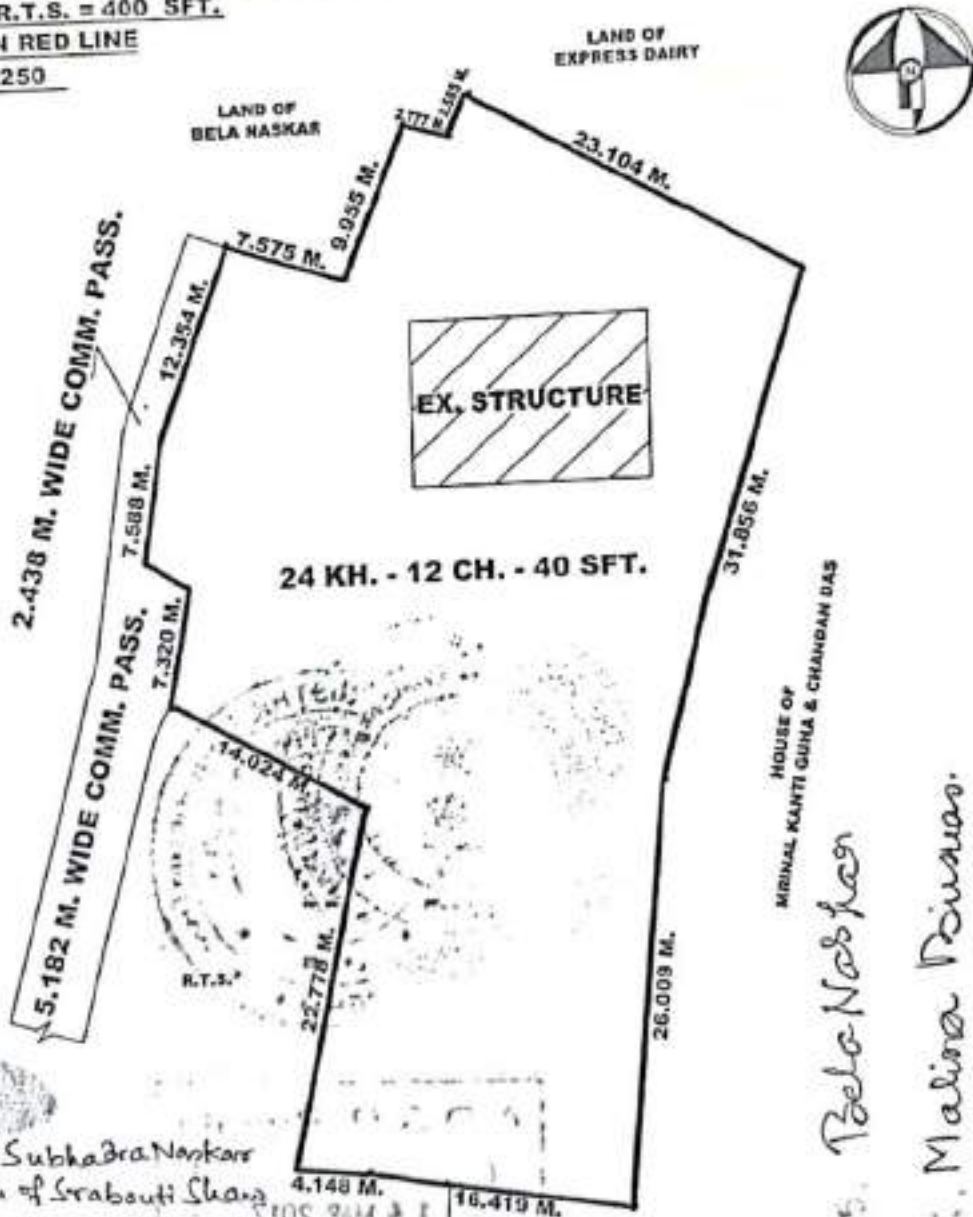 R.T.S. = 400 SFT.
N RED LINE
250
LAND OF
EXPRESS DAIRY
LAND OF
BELA NASKAR
2.777
23.104 M.
9.955 M.
7.575 M.
12.354 M.
2.438 M. WIDE COMM. PASS.
EX. STRUCTURE
7.588 M.
31.856 M.
24 KH. - 12 CH. - 40 SFT.
7.320 M.
5.182 M. WIDE COMM. PASS.
14.024 M.
HOUSE OF
MRINAL KANTI GUHA & CHANDAN DAS
R.T.S.
22.778 M.
26.009 M.
Bela Naskar
Malina Biswas.
Subhadra Naskar
of Srabouti
4.148 M.
16.419 M.